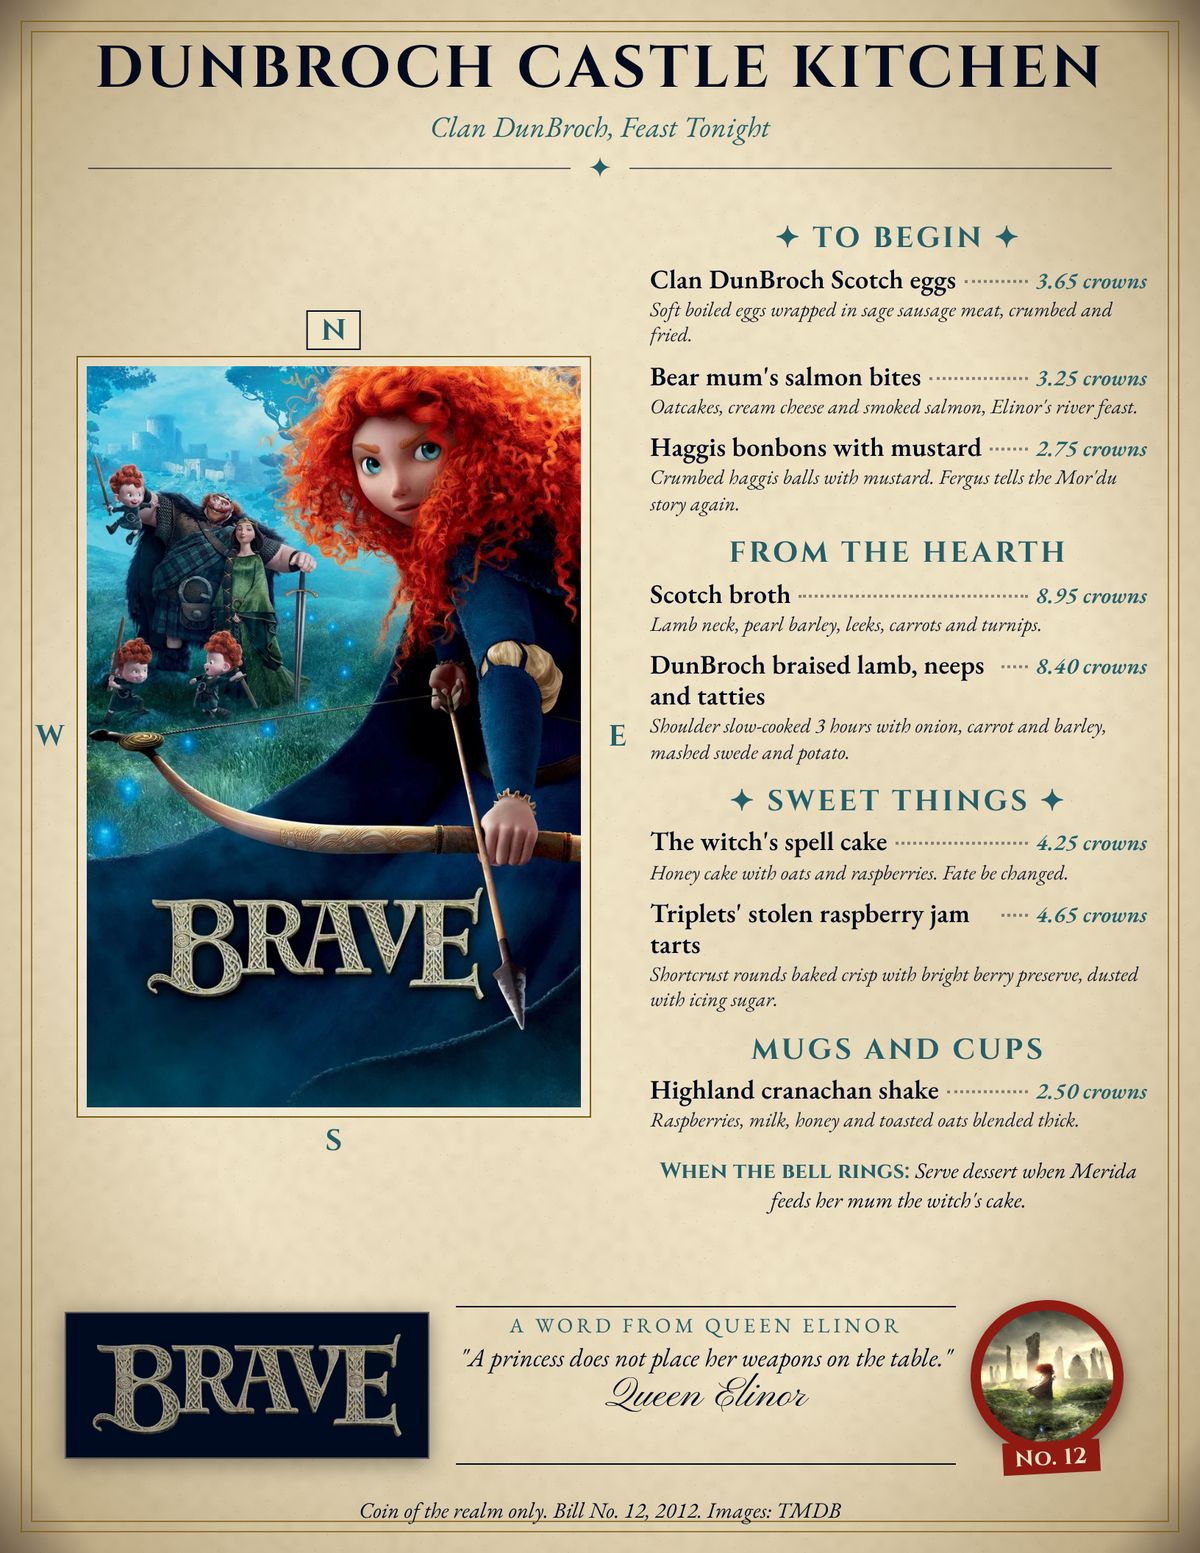 DUNBROCH CASTLE KITCHEN
Clan DunBroch, Feast Tonight
N
W
E
S
BRAVE
TO BEGIN
Clan DunBroch Scotch eggs 3.65 crowns
Soft boiled eggs wrapped in sage sausage meat, crumbed and
fried.
Bear mum's salmon bites 3.25 crowns
Oatcakes, cream cheese and smoked salmon, Elinor's river feast.
Haggis bonbons with mustard 2.75 crowns
Crumbed haggis balls with mustard. Fergus tells the Mor'du
story again.
FROM THE HEARTH
Scotch broth 8.95 crowns
Lamb neck, pearl barley, leeks, carrots and turnips.
DunBroch braised lamb, neeps 8.40 crowns
and tatties
Shoulder slow-cooked 3 hours with onion, carrot and barley,
mashed swede and potato.
SWEET THINGS
The witch's spell cake 4.25 crowns
Honey cake with oats and raspberries. Fate be changed.
Triplets' stolen raspberry jam 4.65 crowns
tarts
Shortcrust rounds baked crisp with bright berry preserve, dusted
with icing sugar.
MUGS AND CUPS
Highland cranachan shake 2.50 crowns
Raspberries, milk, honey and toasted oats blended thick.
WHEN THE BELL RINGS: Serve dessert when Merida
feeds her mum the witch's cake.
BRAVE
A WORD FROM QUEEN ELINOR
"A princess does not place her weapons on the table."
Queen Elinor
No. 12
Coin of the realm only. Bill No. 12, 2012. Images: TMDB